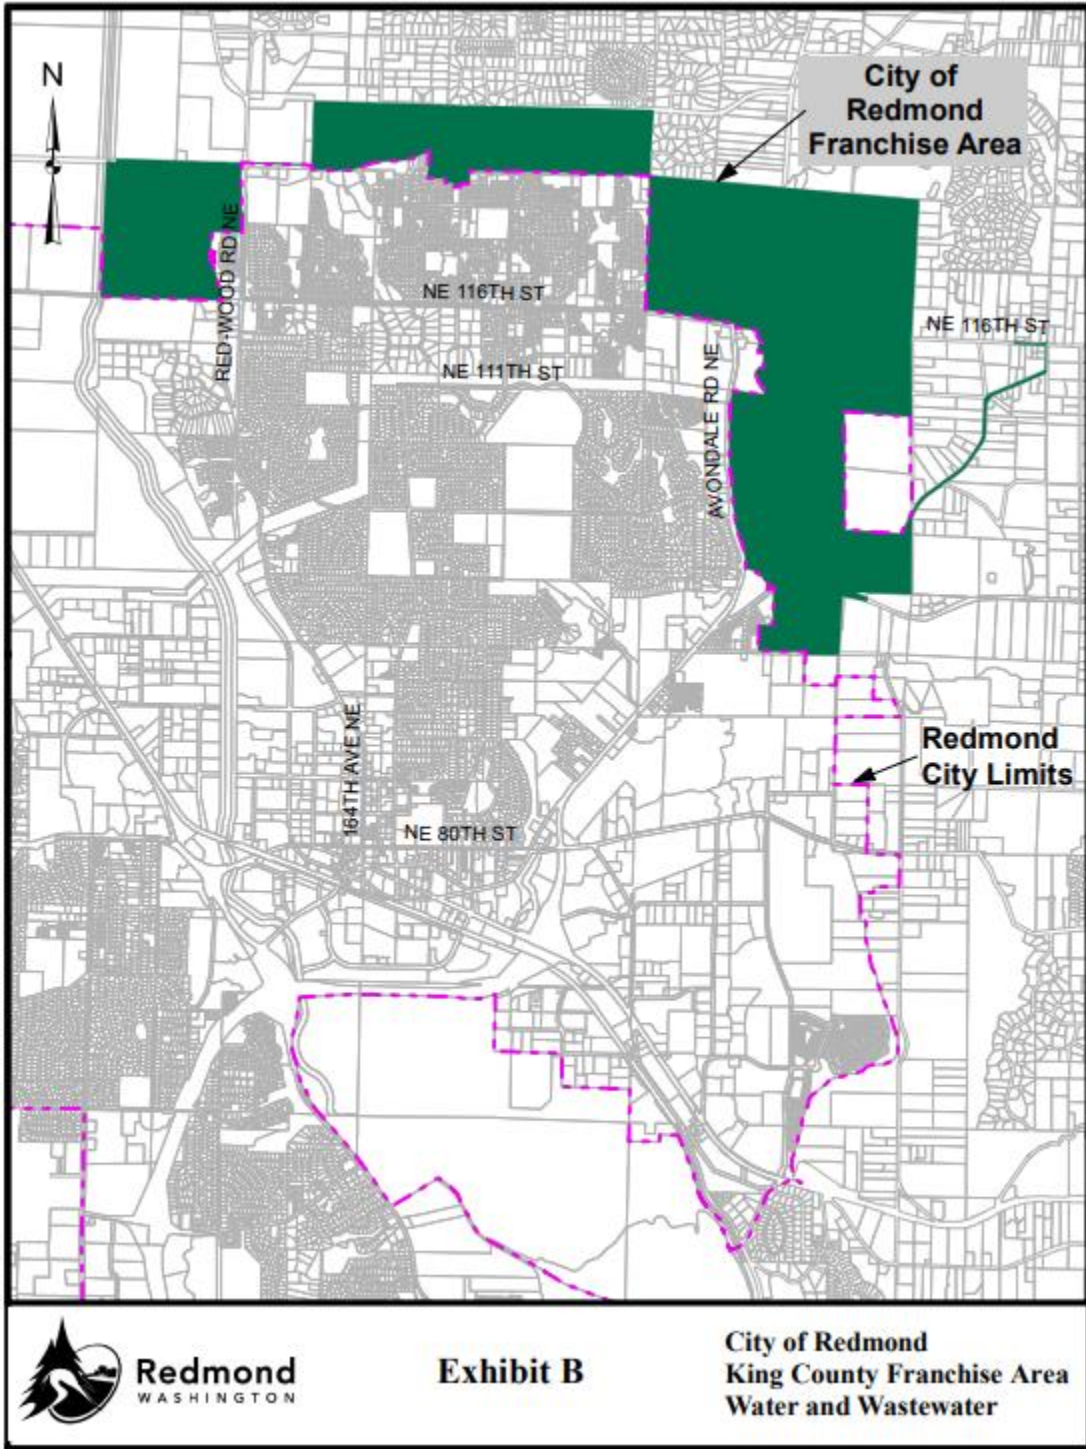 N
City of
Redmond
Franchise Area
RED-WOOD RD NE
NE 116TH ST
NE 116TH ST
NE 111TH ST
AVONDALE RD NE
Redmond
City Limits
164TH AVE NE
NE 80TH ST
Redmond
WASHINGTON
Exhibit B
City of Redmond
King County Franchise Area
Water and Wastewater